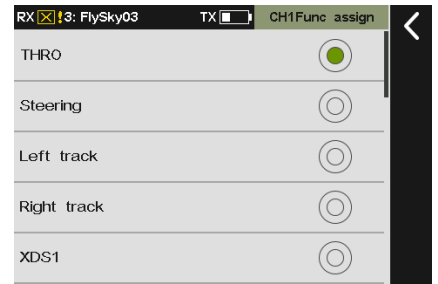 RX !3: FlySky03 TX CH1Func assign
THRO
Steering
Left track
Right track
XDS1